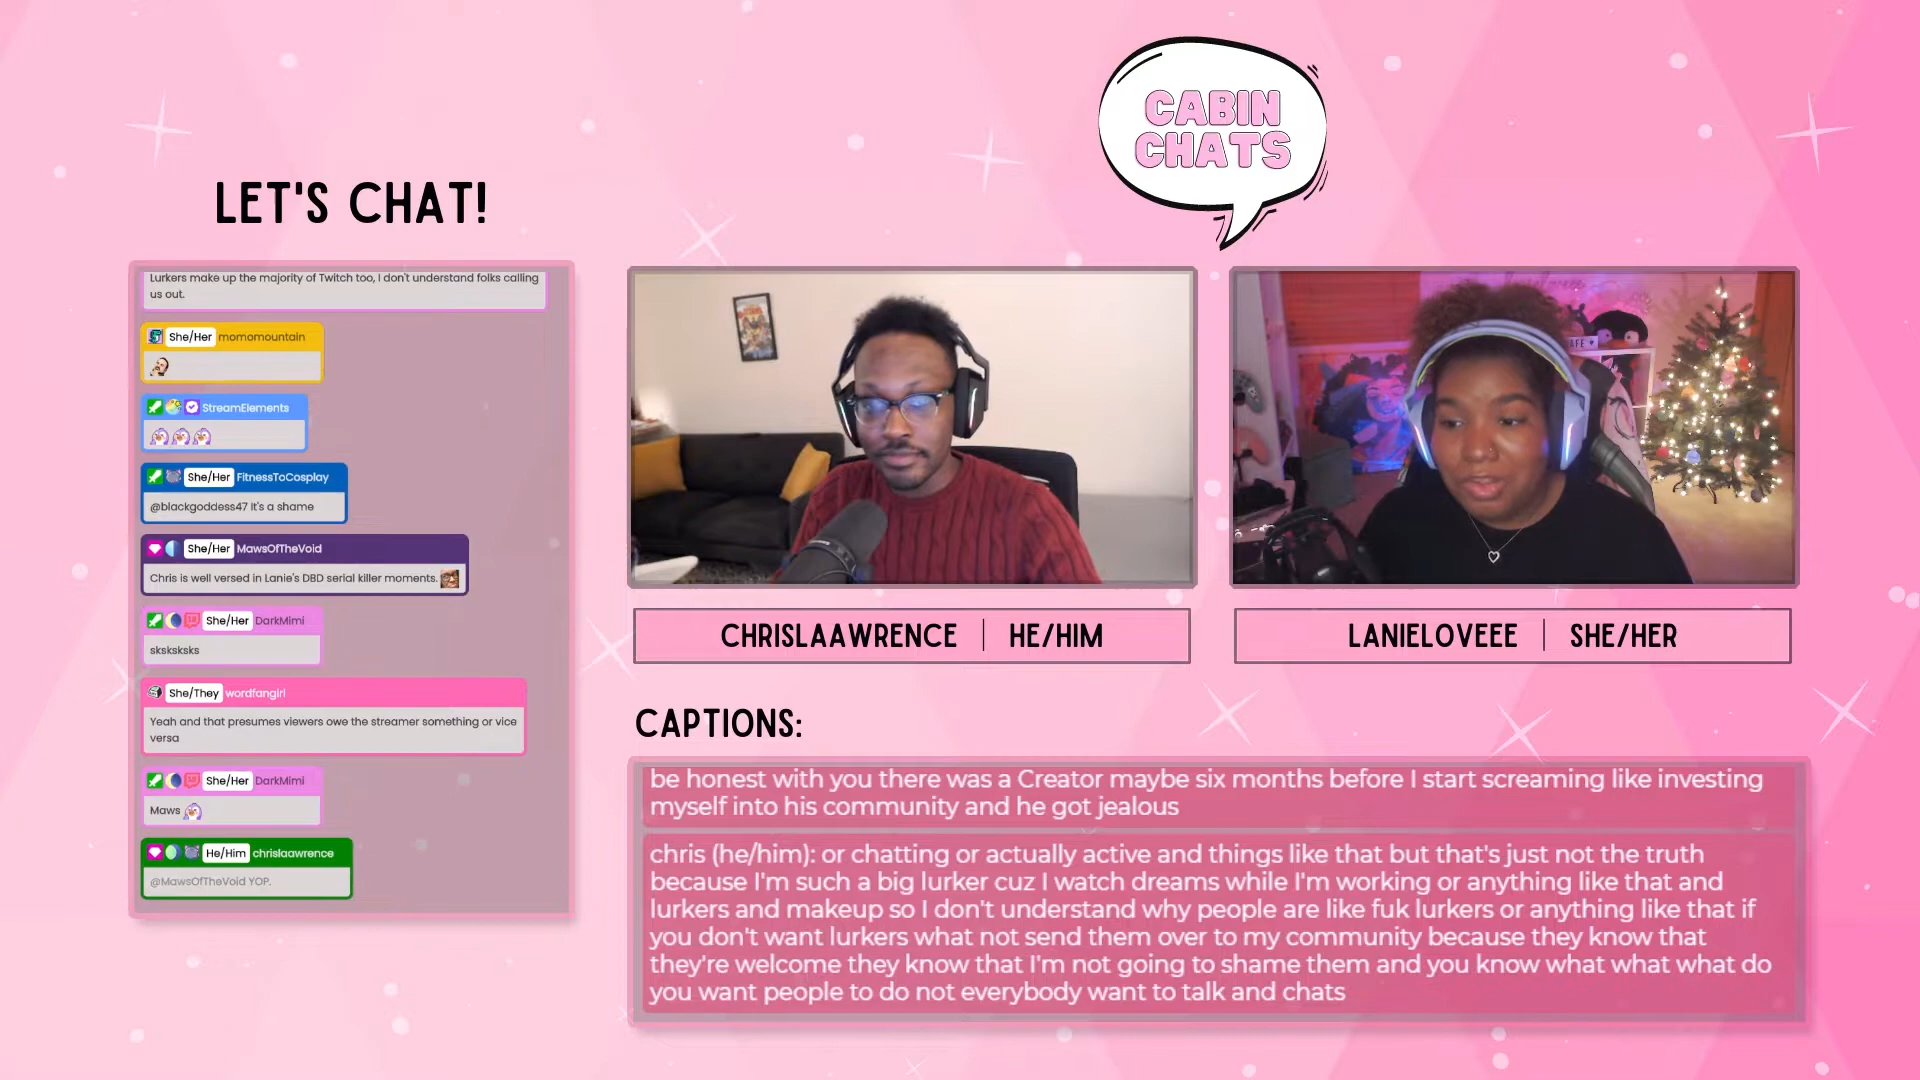 CABIN
CHATS
LET'S CHAT!
Lurkers make up the majority of Twitch too, I don't understand folks calling
us out.
She/Her momomountain
StreamElements
She/Her FitnessToCosplay
@blackgoddess47 It's a shame
She/Her MawsOfTheVoid
Chris is well versed in Lanie's DBD serial killer moments.
She/Her DarkMimi
sksksksks
She/They wordfangirl
Yeah and that presumes viewers owe the streamer something or vice
versa
She/Her DarkMimi
Maws
He/Him chrislaawrence
@MawsOfTheVoid YOP.
CHRISLAAWRENCE | HE/HIM
LANIELOVEEE | SHE/HER
CAPTIONS:
be honest with you there was a Creator maybe six months before I start screaming like investing
myself into his community and he got jealous
chris (he/him): or chatting or actually active and things like that but that's just not the truth
because I'm such a big lurker cuz I watch dreams while I'm working or anything like that and
lurkers and makeup so I don't understand why people are like fuk lurkers or anything like that if
you don't want lurkers what not send them over to my community because they know that
they're welcome they know that I'm not going to shame them and you know what what what do
you want people to do not everybody want to talk and chats